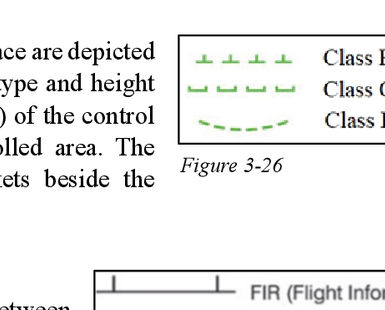 ace are depicted
type and height
) of the control
olled area. The
kets beside the
etween
Class
Class
Class
Figure 3-26
FIR (Flight Infor